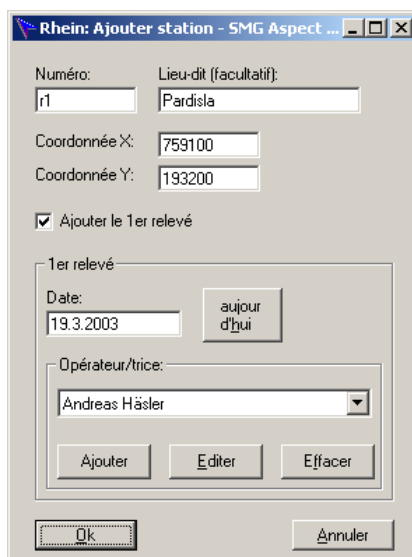 Rhein: Ajouter station - SMG Aspect ...
Numéro: Lieu-dit (facultatif):
r1 Pardisla
Coordonnée X: 759100
Coordonnée Y: 193200
Ajouter le 1er relevé
1er relevé
Date:
19.3.2003
aujour
d'hui
Opérateur/trice:
Andreas Häsler
Ajouter Editer Effacer
Ok Annuler